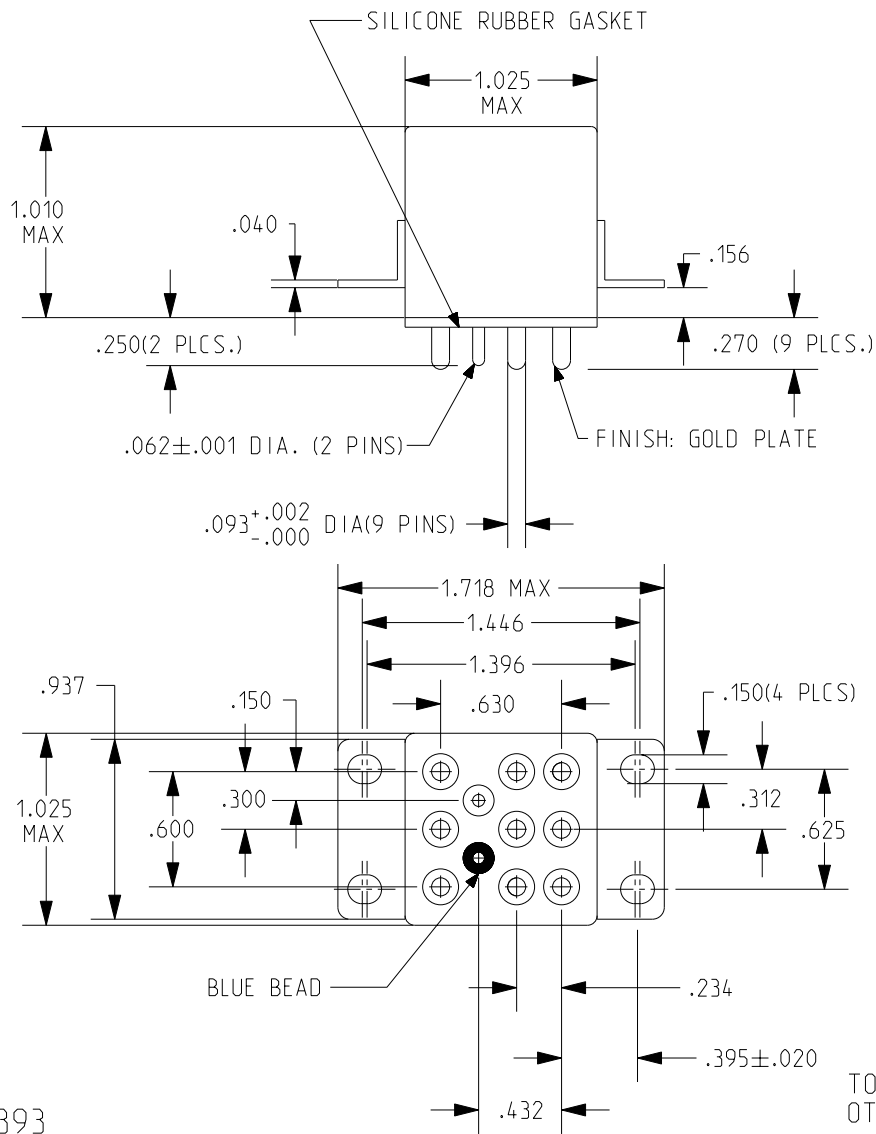 SILICONE RUBBER GASKET
1.025
MAX
1.010
MAX
.040
.156
.250(2 PLCS.)
.270 (9 PLCS.)
.062±.001 DIA. (2 PINS)
FINISH: GOLD PLATE
.093+.002 DIA(9 PINS)
-.000
1.718 MAX
1.446
1.396
.937
.150
.630
.150(4 PLCS)
1.025
MAX
.300
.600
.312
.625
BLUE BEAD
.234
.395±.020
.432
TO
OT
393